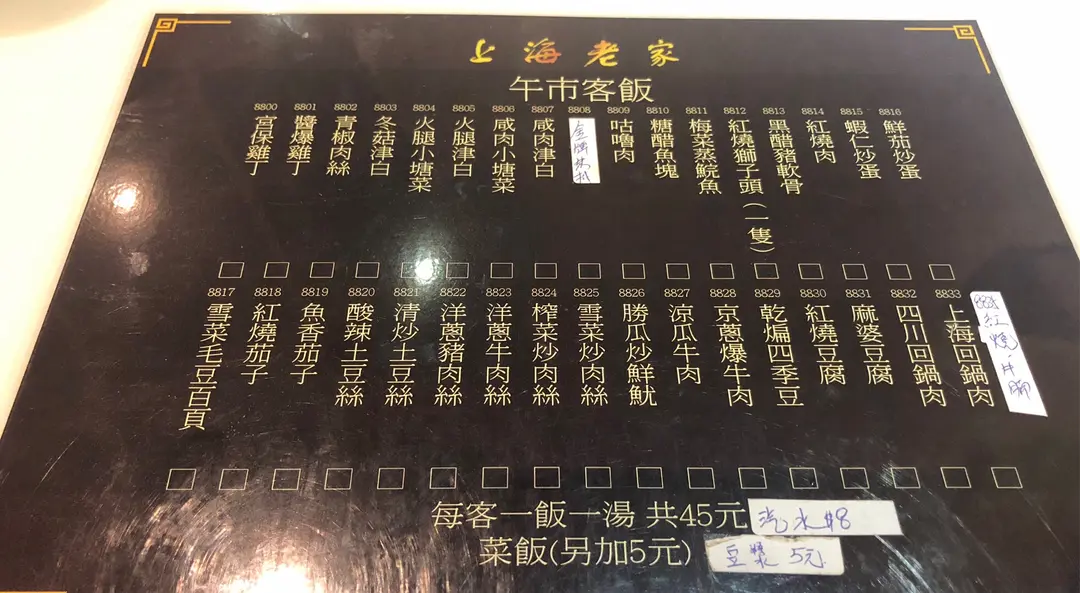 上海老家
午市客飯
8800 宮保雞丁
8801 醬爆雞丁
8802 青椒肉絲
8803 冬菇津白
8804 火腿小塘菜
8805 火腿津白
8806 咸肉小塘菜
8807 咸肉津白
8808 金牌
8809 咕嚕肉
8810 糖醋魚塊
8811 梅菜蒸鯇魚
8812 紅燒獅子頭(一隻)
8813 黑醋豬軟骨
8814 紅燒肉
8815 蝦仁炒蛋
8816 鮮茄炒蛋
8817 雪菜毛豆百頁
8818 紅燒茄子
8819 魚香茄子
8820 酸辣土豆絲
8821 清炒土豆絲
8822 洋蔥豬肉絲
8823 洋蔥牛肉絲
8824 榨菜炒肉絲
8825 雪菜炒肉絲
8826 勝瓜炒鮮魷
8827 涼瓜牛肉
8828 京蔥爆牛肉
8829 乾煸四季豆
8830 紅燒豆腐
8831 麻婆豆腐
8832 四川回鍋肉
8833 上海回鍋肉
紅燒牛腩
每客一飯一湯 共45元 汽水 #8
菜飯(另加5元) 豆漿 5元